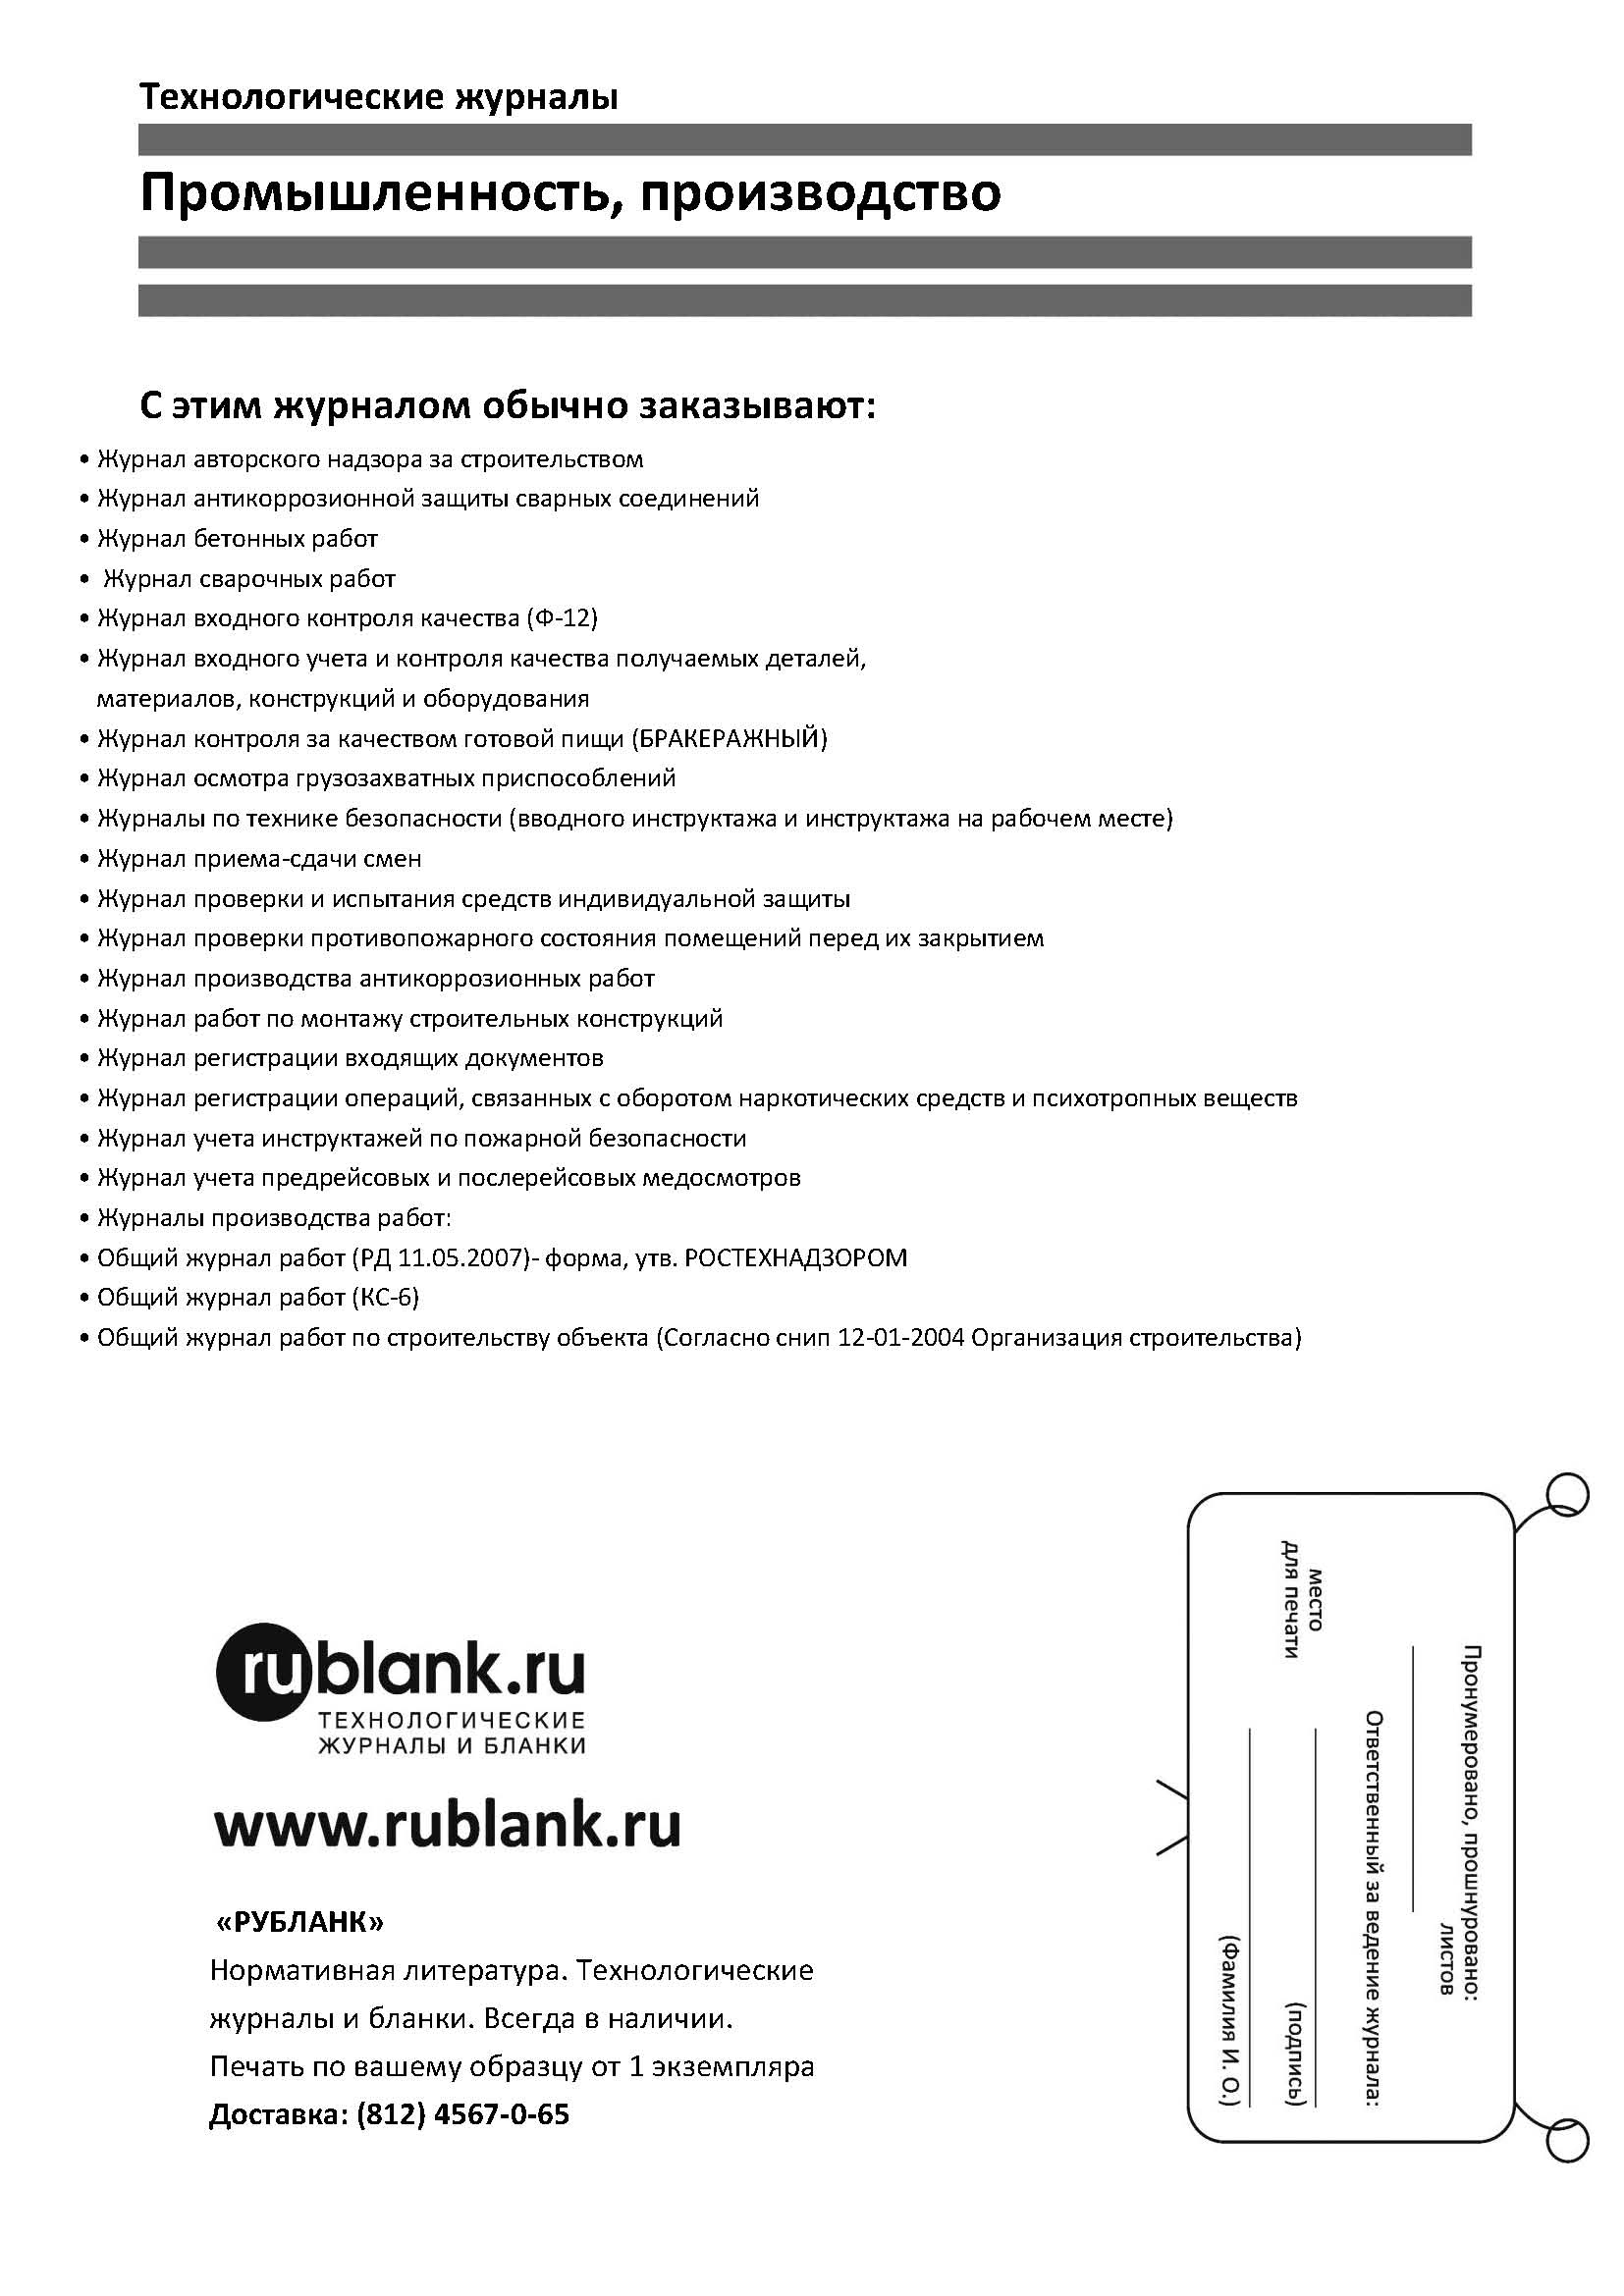 Технологические журналы
Промышленность, производство
С этим журналом обычно заказывают:
• Журнал авторского надзора за строительством
• Журнал антикоррозионной защиты сварных соединений
• Журнал бетонных работ
• Журнал сварочных работ
• Журнал входного контроля качества (Ф-12)
• Журнал входного учета и контроля качества получаемых деталей,
материалов, конструкций и оборудования
• Журнал контроля за качеством готовой пищи (БРАКЕРАЖНЫЙ)
• Журнал осмотра грузозахватных приспособлений
• Журналы по технике безопасности (вводного инструктажа и инструктажа на рабочем месте)
• Журнал приема-сдачи смен
• Журнал проверки и испытания средств индивидуальной защиты
• Журнал проверки противопожарного состояния помещений перед их закрытием
• Журнал производства антикоррозионных работ
• Журнал работ по монтажу строительных конструкций
• Журнал регистрации входящих документов
• Журнал регистрации операций, связанных с оборотом наркотических средств и психотропных веществ
• Журнал учета инструктажей по пожарной безопасности
• Журнал учета предрейсовых и послерейсовых медосмотров
• Журналы производства работ:
• Общий журнал работ (РД 11.05.2007)- форма, утв. РОСТЕХНАДЗОРОМ
• Общий журнал работ (КС-6)
• Общий журнал работ по строительству объекта (Согласно снип 12-01-2004 Организация строительства)
rublank.ru
ТЕХНОЛОГИЧЕСКИЕ
ЖУРНАЛЫ И БЛАНКИ
www.rublank.ru
«РУБЛАНК»
Нормативная литература. Технологические
журналы и бланки. Всегда в наличии.
Печать по вашему образцу от 1 экземпляра
Доставка: (812) 4567-0-65
Пронумеровано, прошнуровано:
листов
Ответственный за ведение журнала:
место
для печати
(подпись)
(Фамилия И. О.)